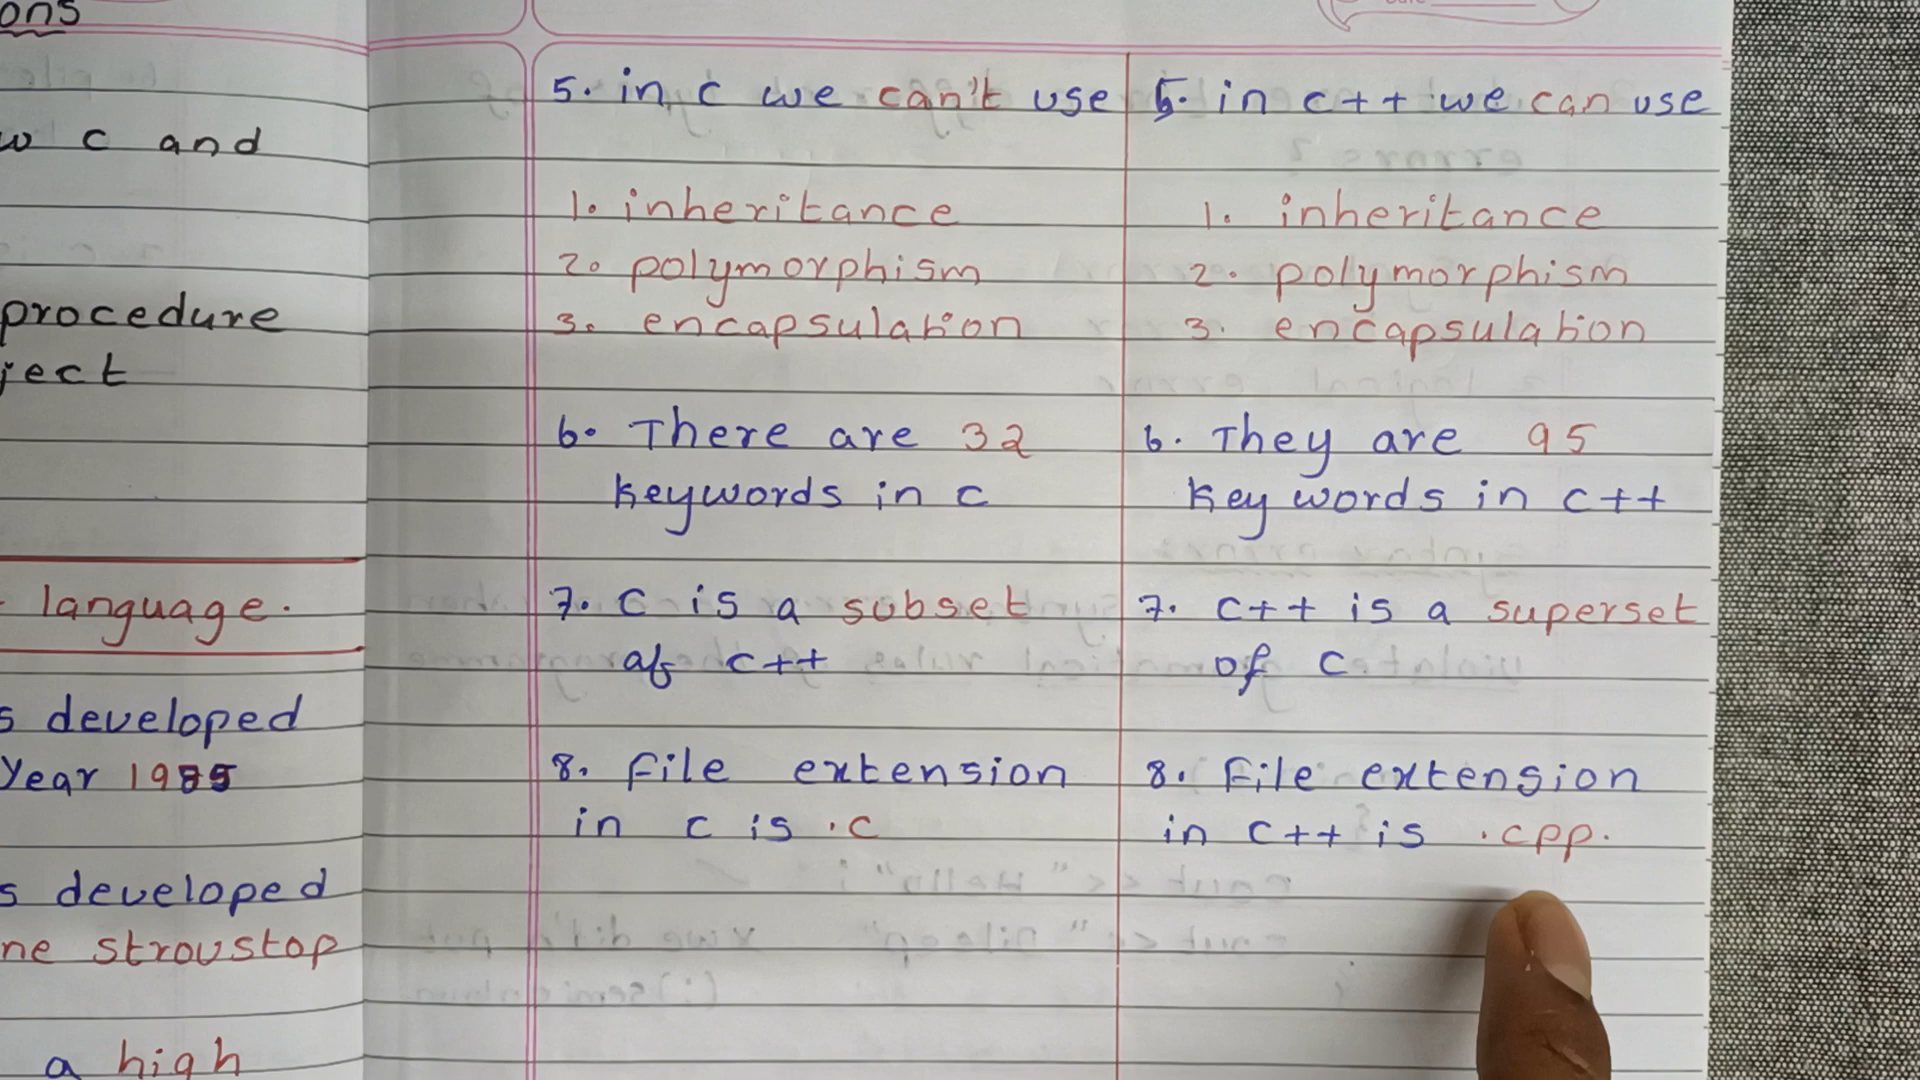 ons
w c and
procedure
ject
language.
s developed
Year 1985
s developed
ne stroustop
a high
5. in c we can't use
1. inheritance
2. polymorphism
3. encapsulation
6. There are 32
keywords in c
7. C is a subset
of c++
8. File extension
in c is .c
5. in c++ we can use
1. inheritance
2. polymorphism
3. encapsulation
6. They are 95
key words in c++
7. c++ is a superset
of c.
8. File extension
in c++ is .cpp.